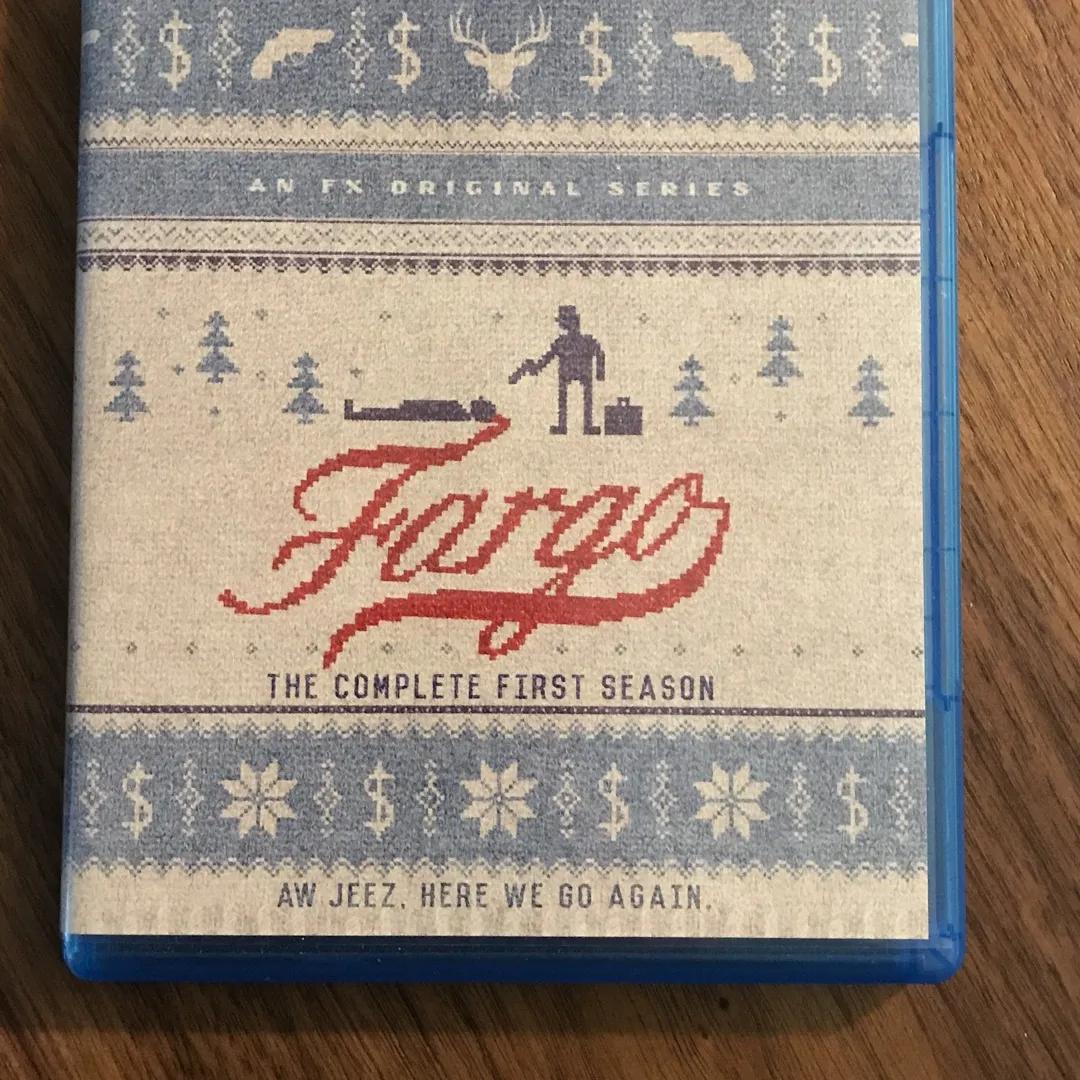 AN FX ORIGINAL SERIES
Fargo
THE COMPLETE FIRST SEASON
AW JEEZ, HERE WE GO AGAIN.